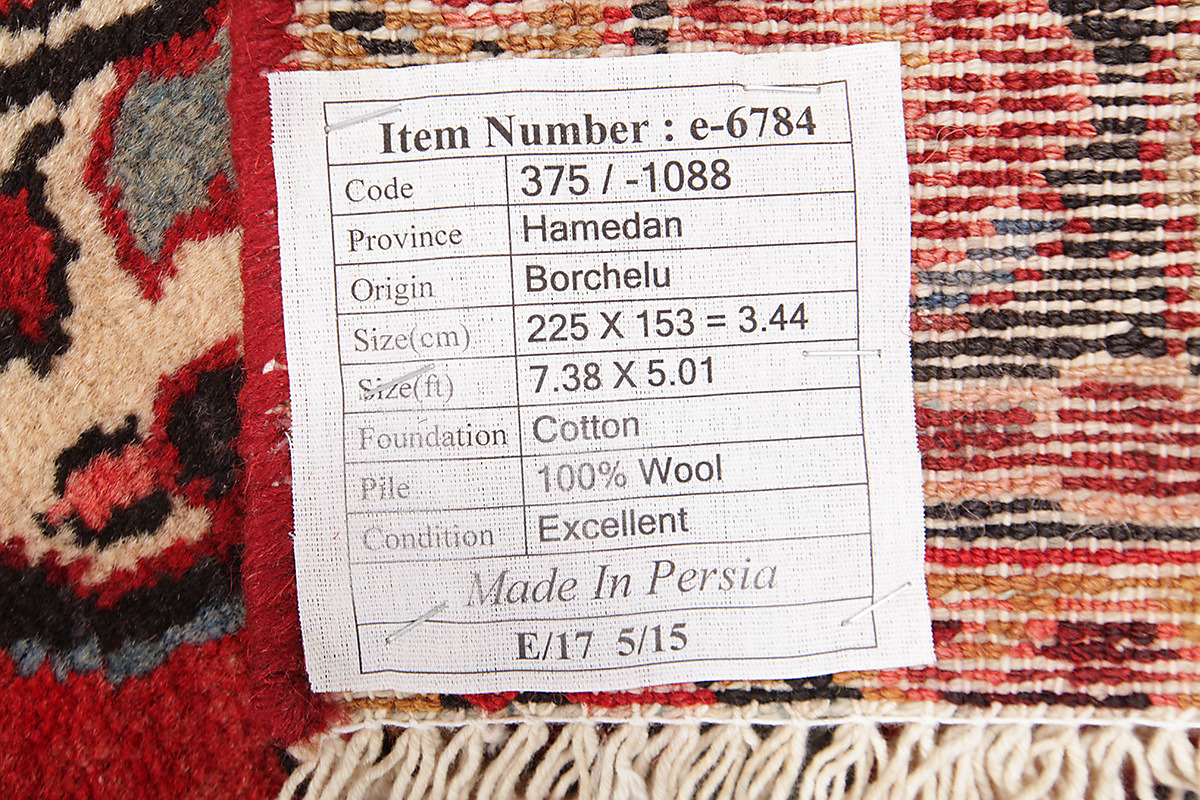 Item Number : e-6784
Code 375 / -1088
Province Hamedan
Origin Borchelu
Size(cm) 225 X 153 = 3.44
Size(ft) 7.38 X 5.01
Foundation Cotton
Pile 100% Wool
Condition Excellent
Made In Persia
E/17 5/15